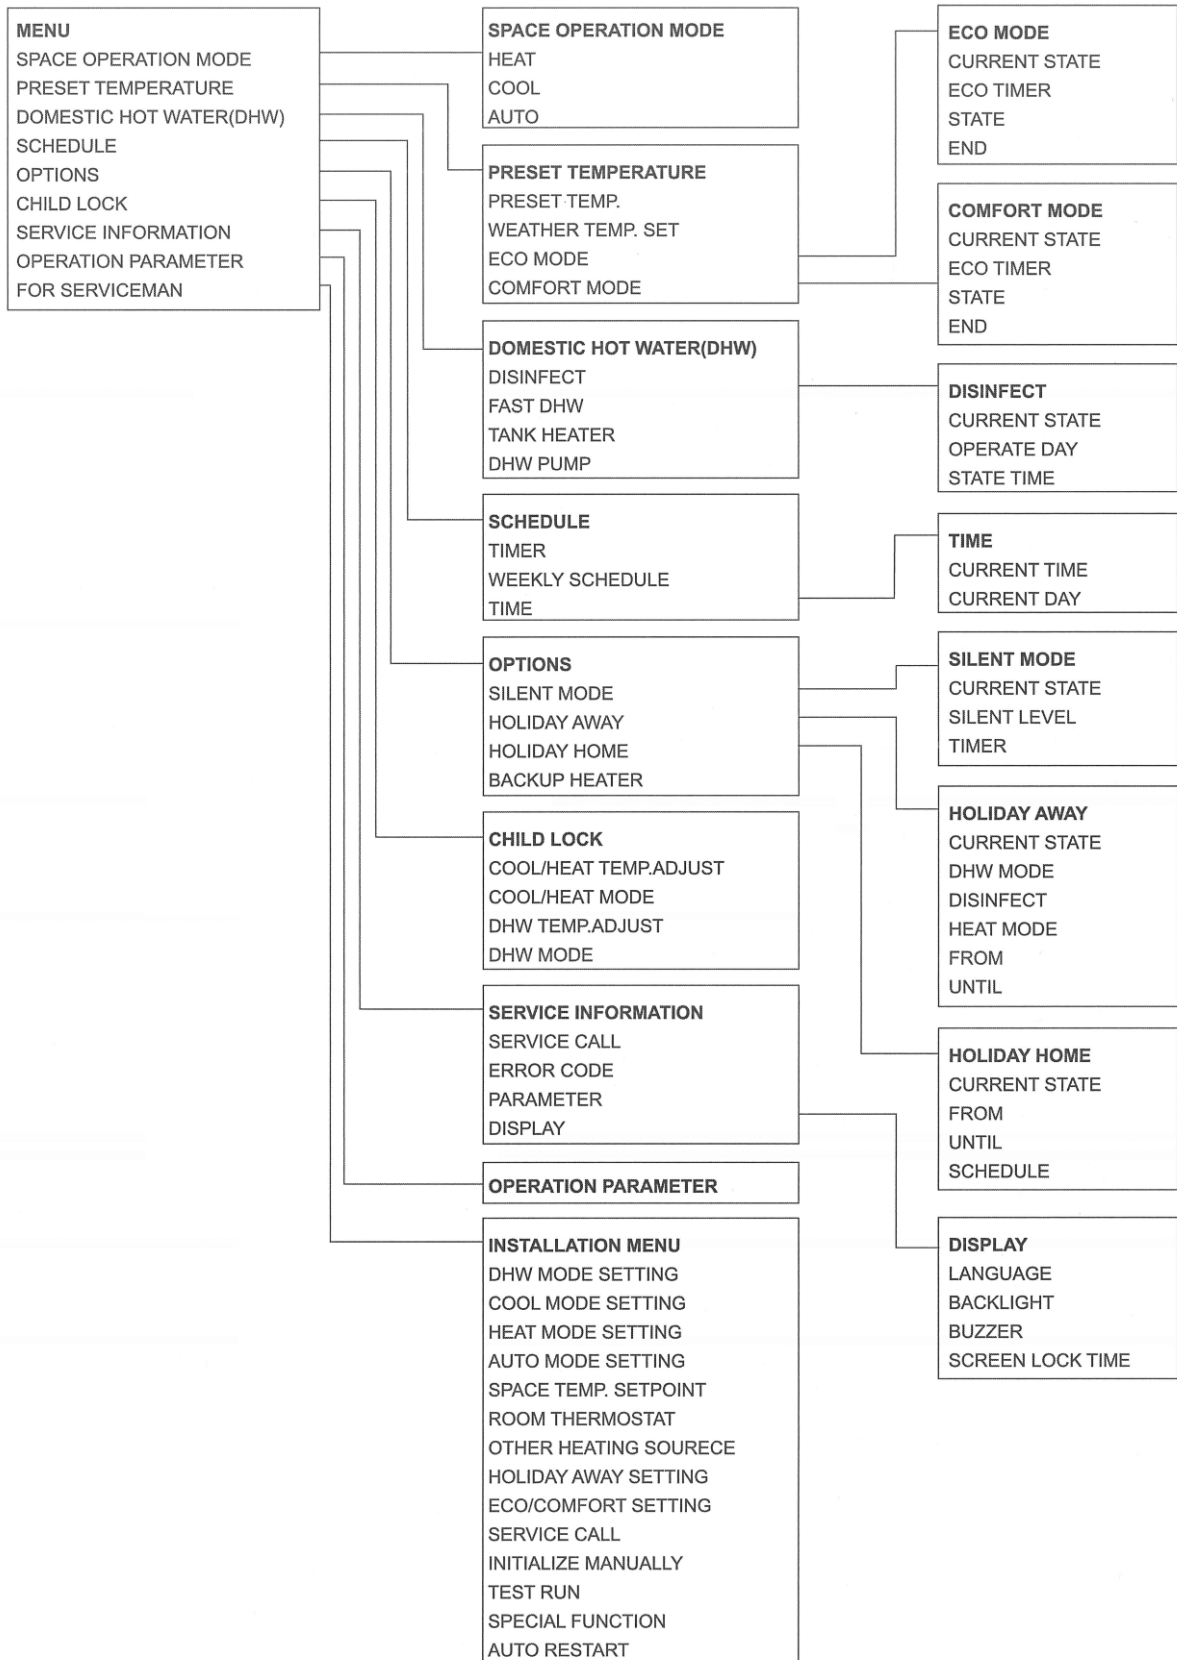 MENU
SPACE OPERATION MODE
PRESET TEMPERATURE
DOMESTIC HOT WATER(DHW)
SCHEDULE
OPTIONS
CHILD LOCK
SERVICE INFORMATION
OPERATION PARAMETER
FOR SERVICEMAN
SPACE OPERATION MODE
HEAT
COOL
AUTO
PRESET TEMPERATURE
PRESET TEMP.
WEATHER TEMP. SET
ECO MODE
COMFORT MODE
DOMESTIC HOT WATER(DHW)
DISINFECT
FAST DHW
TANK HEATER
DHW PUMP
SCHEDULE
TIMER
WEEKLY SCHEDULE
TIME
OPTIONS
SILENT MODE
HOLIDAY AWAY
HOLIDAY HOME
BACKUP HEATER
CHILD LOCK
COOL/HEAT TEMP.ADJUST
COOL/HEAT MODE
DHW TEMP.ADJUST
DHW MODE
SERVICE INFORMATION
SERVICE CALL
ERROR CODE
PARAMETER
DISPLAY
OPERATION PARAMETER
INSTALLATION MENU
DHW MODE SETTING
COOL MODE SETTING
HEAT MODE SETTING
AUTO MODE SETTING
SPACE TEMP. SETPOINT
ROOM THERMOSTAT
OTHER HEATING SOURECE
HOLIDAY AWAY SETTING
ECO/COMFORT SETTING
SERVICE CALL
INITIALIZE MANUALLY
TEST RUN
SPECIAL FUNCTION
AUTO RESTART
ECO MODE
CURRENT STATE
ECO TIMER
STATE
END
COMFORT MODE
CURRENT STATE
ECO TIMER
STATE
END
DISINFECT
CURRENT STATE
OPERATE DAY
STATE TIME
TIME
CURRENT TIME
CURRENT DAY
SILENT MODE
CURRENT STATE
SILENT LEVEL
TIMER
HOLIDAY AWAY
CURRENT STATE
DHW MODE
DISINFECT
HEAT MODE
FROM
UNTIL
HOLIDAY HOME
CURRENT STATE
FROM
UNTIL
SCHEDULE
DISPLAY
LANGUAGE
BACKLIGHT
BUZZER
SCREEN LOCK TIME